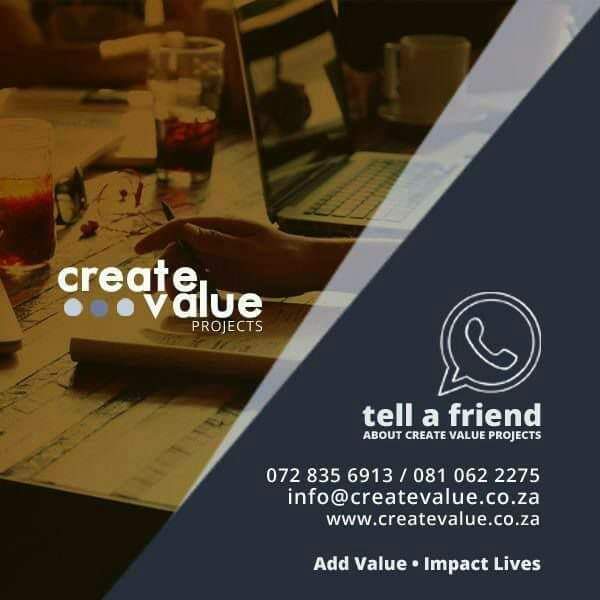 create
value
PROJECTS
tell a friend
ABOUT CREATE VALUE PROJECTS
072 835 6913 / 081 062 2275
info@createvalue.co.za
www.createvalue.co.za
Add Value • Impact Lives